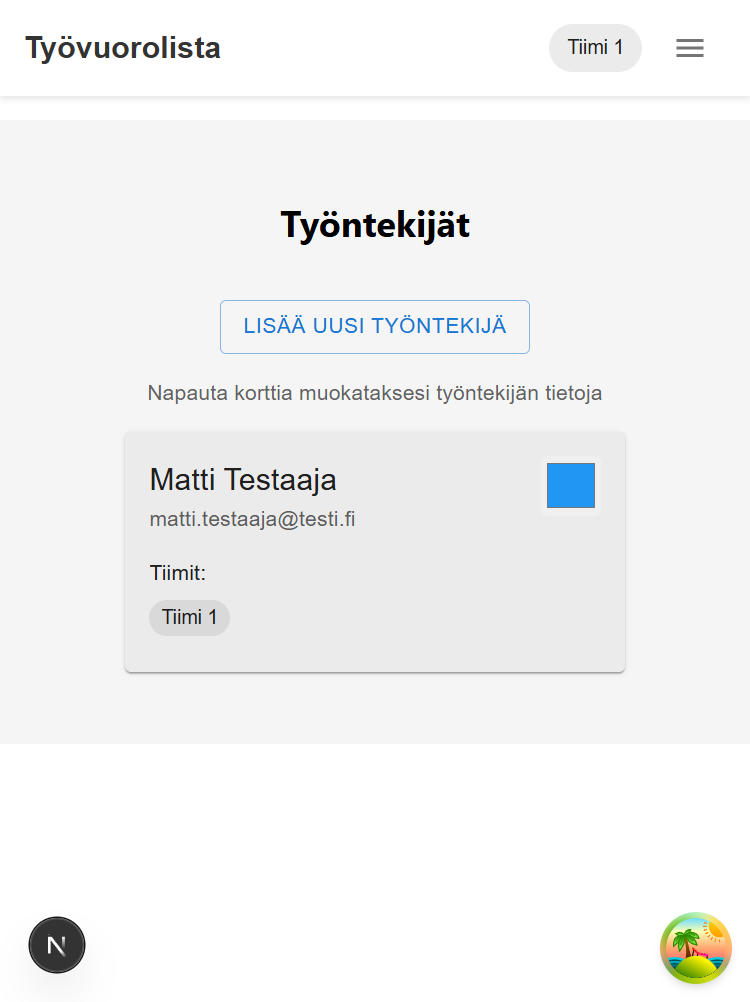 Työvuorolista
Tiimi 1
Työntekijät
LISÄÄ UUSI TYÖNTEKIJÄ
Napauta korttia muokataksesi työntekijän tietoja
Matti Testaaja
matti.testaaja@testi.fi
Tiimit:
Tiimi 1
N